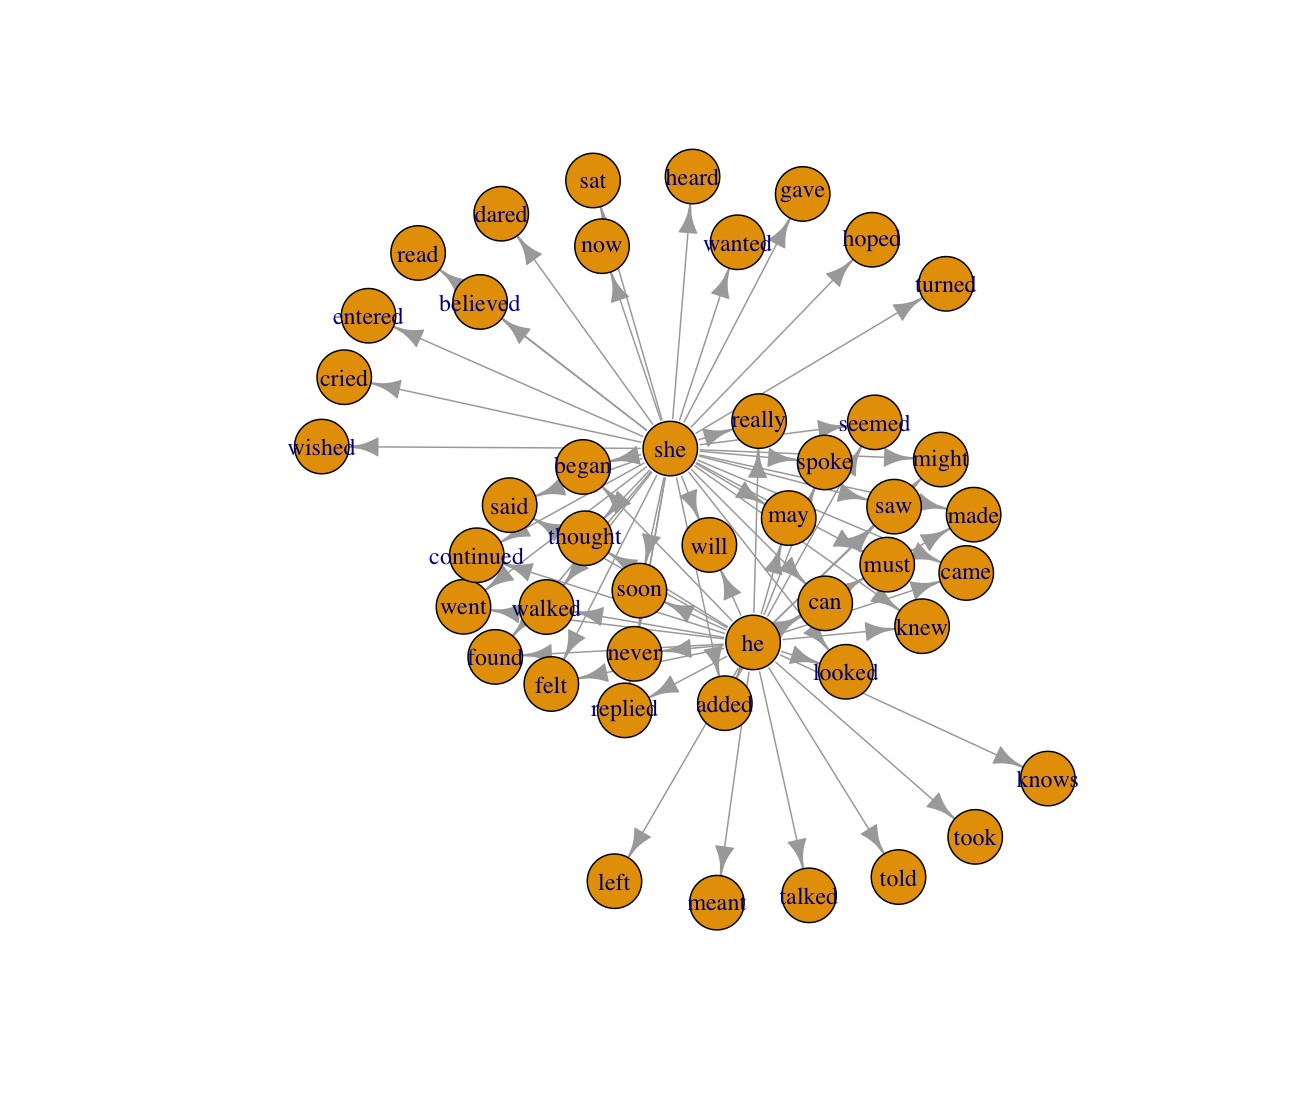 sat
heard
gave
dared
now
wanted
hoped
read
believed
turned
entered
cried
wished
she
really
seemed
began
spoke
might
said
thought
will
may
saw
made
continued
soon
can
must
came
went
walked
he
knew
found
felt
never
replied
added
looked
knows
took
left
meant
talked
told